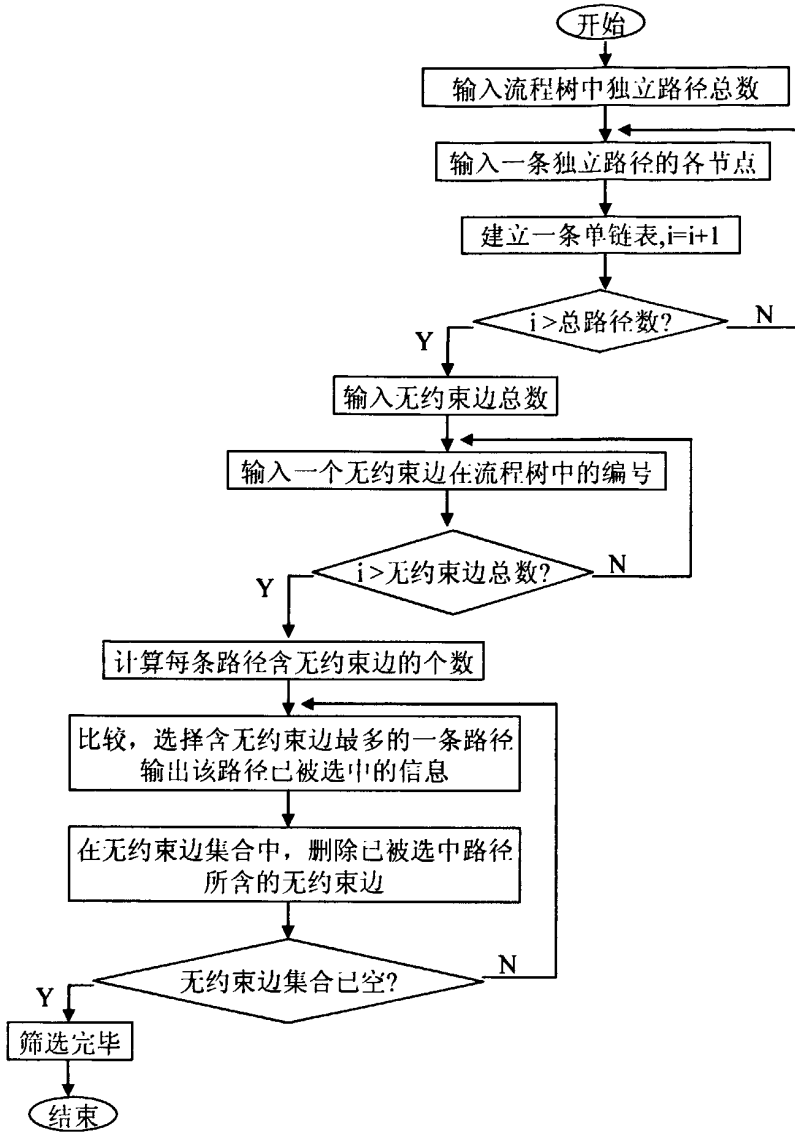 开始
输入流程树中独立路径总数
输入一条独立路径的各节点
建立一条单链表,i=i+1
i>总路径数?
N
Y
输入无约束边总数
输入一个无约束边在流程树中的编号
i>无约束边总数?
N
Y
计算每条路径含无约束边的个数
比较，选择含无约束边最多的一条路径
输出该路径已被选中的信息
在无约束边集合中，删除已被选中路径
所含的无约束边
无约束边集合已空?
N
Y
筛选完毕
结束